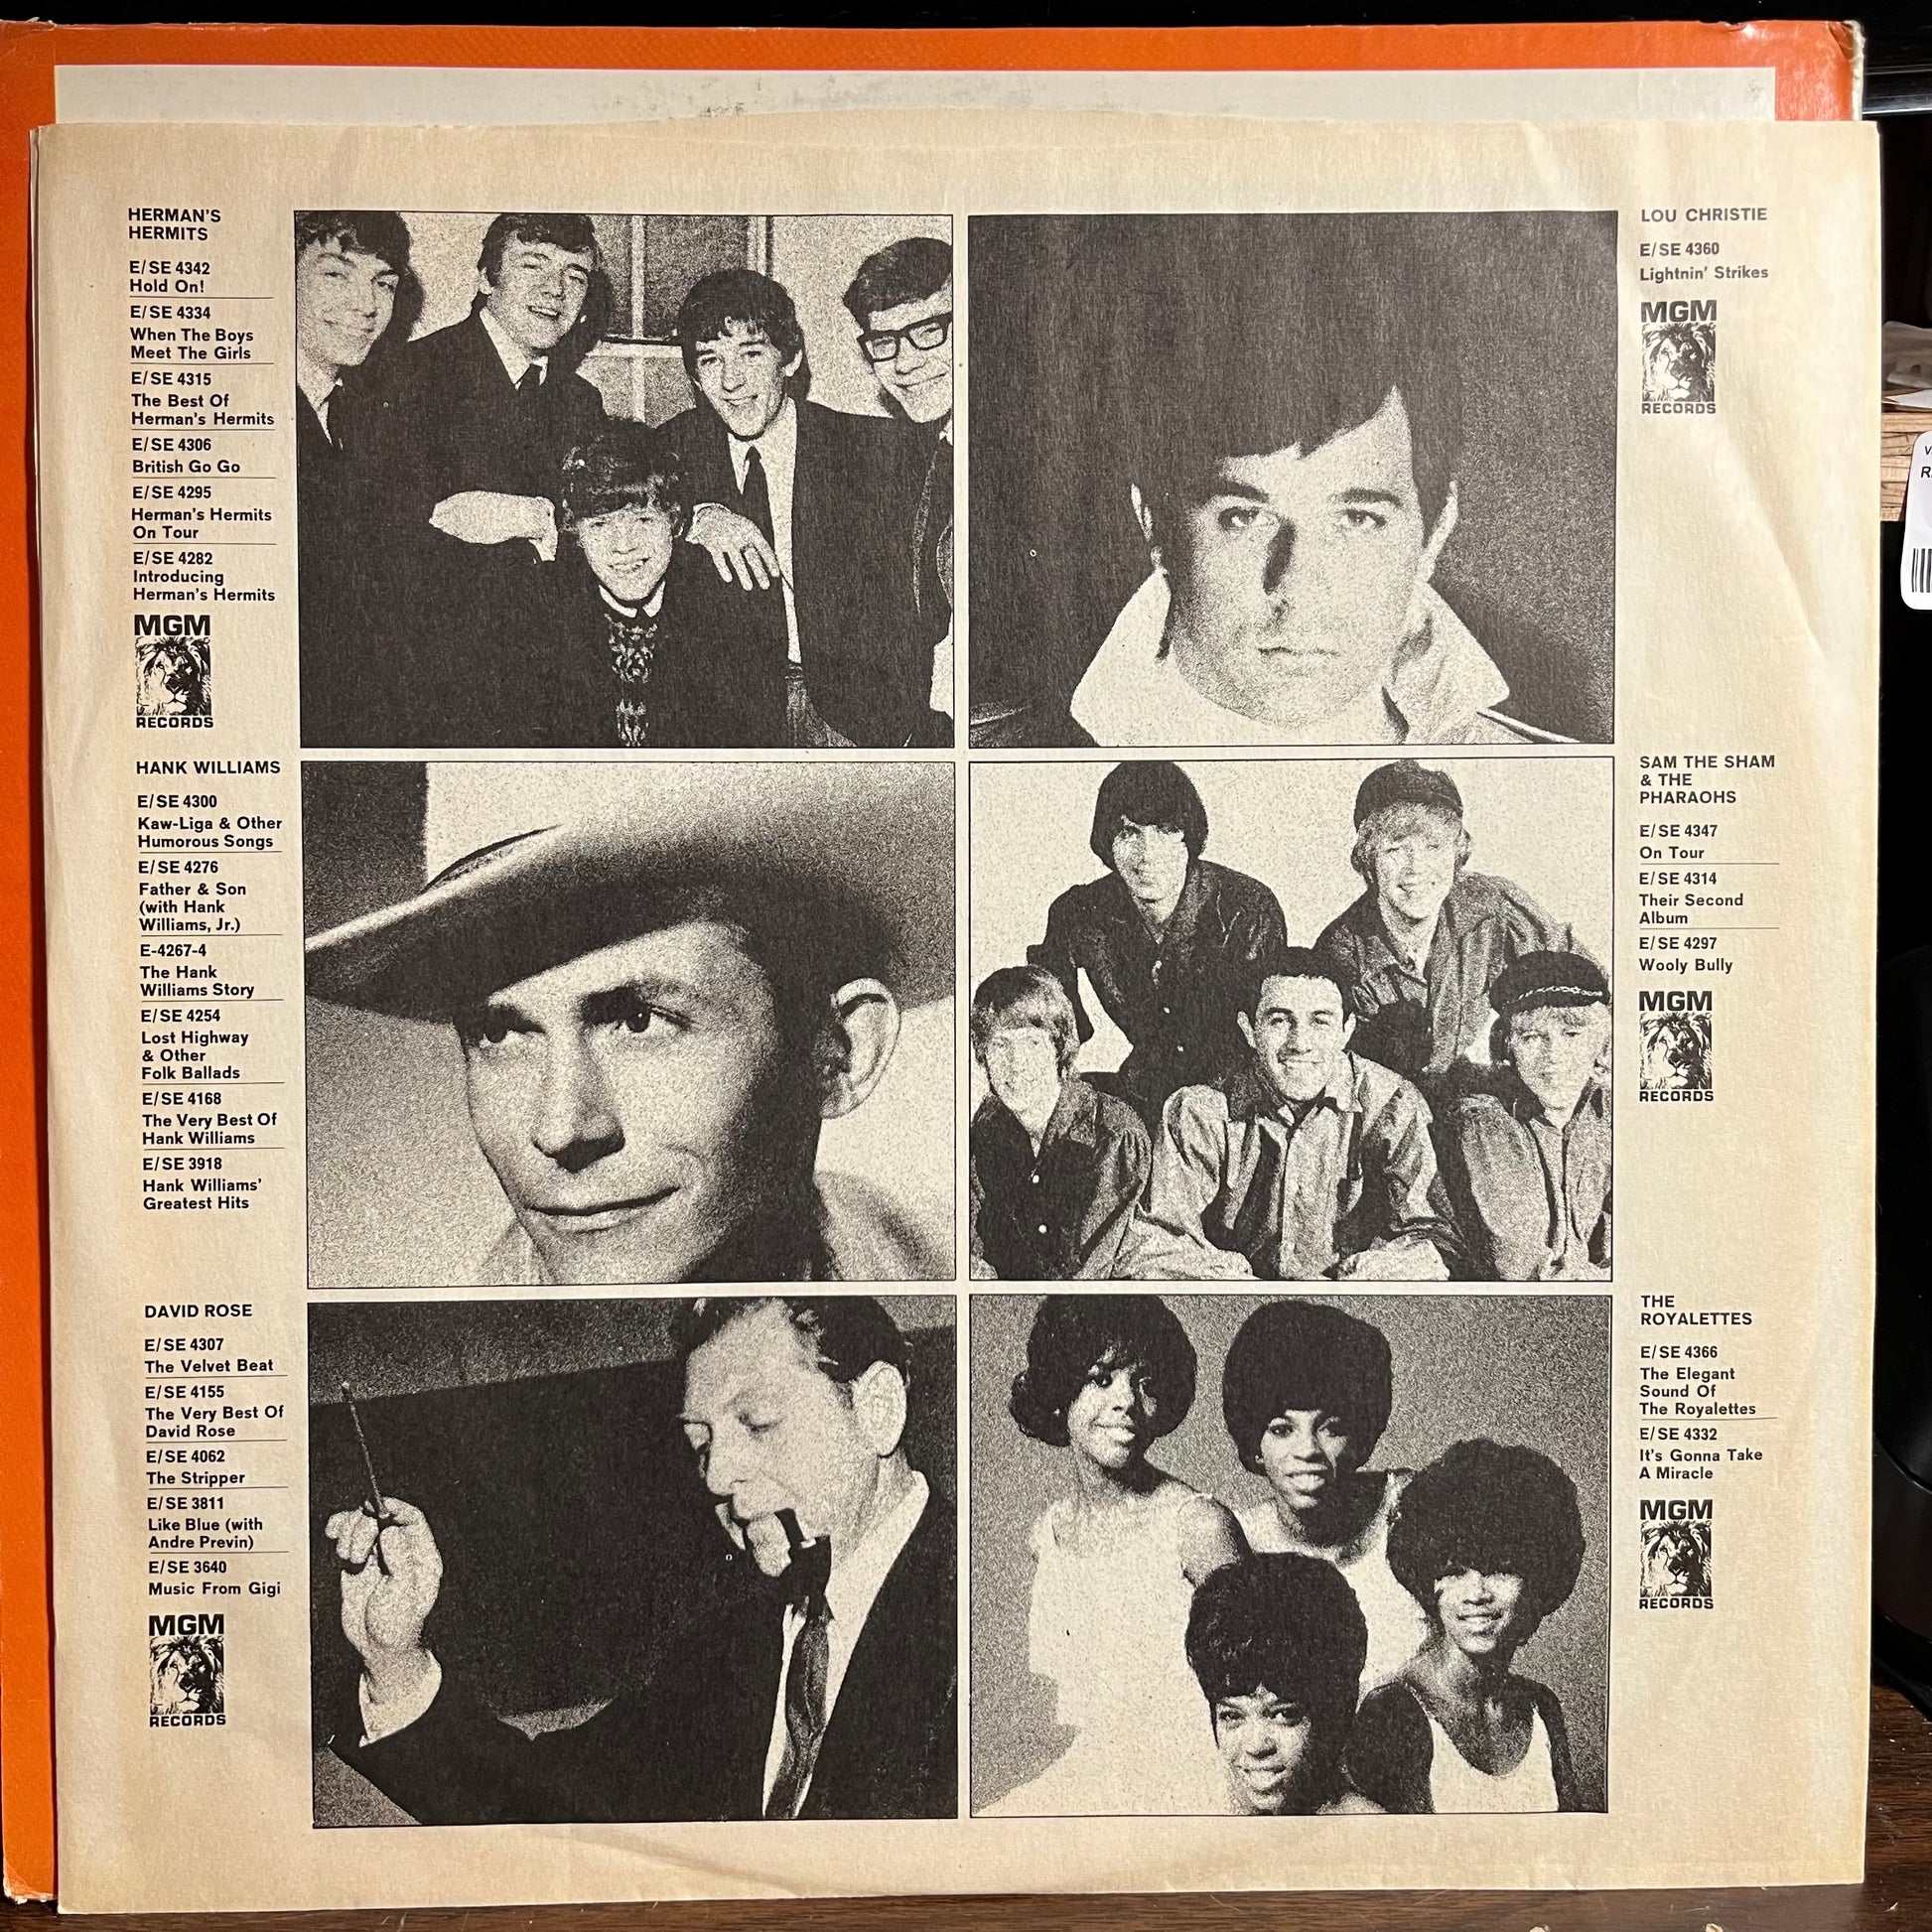 HERMAN'S
HERMITS
E/SE 4342
Hold On!
E/SE 4334
When The Boys
Meet The Girls
E/SE 4315
The Best Of
Herman's Hermits
E/SE 4306
British Go Go
E/SE 4295
Herman's Hermits
On Tour
E/SE 4282
Introducing
Herman's Hermits
MGM
RECORDS
LOU CHRISTIE
E/SE 4360
Lightnin' Strikes
MGM
RECORDS
HANK WILLIAMS
E/SE 4300
Kaw-Liga & Other
Humorous Songs
E/SE 4276
Father & Son
(with Hank
Williams, Jr.)
E-4267-4
The Hank
Williams Story
E/SE 4254
Lost Highway
& Other
Folk Ballads
E/SE 4168
The Very Best Of
Hank Williams
E/SE 3918
Hank Williams'
Greatest Hits
SAM THE SHAM
& THE
PHARAOHS
E/SE 4347
On Tour
E/SE 4314
Their Second
Album
E/SE 4297
Wooly Bully
MGM
RECORDS
DAVID ROSE
E/SE 4307
The Velvet Beat
E/SE 4155
The Very Best Of
David Rose
E/SE 4062
The Stripper
E/SE 3811
Like Blue (with
Andre Previn)
E/SE 3640
Music From Gigi
MGM
RECORDS
THE
ROYALETTES
E/SE 4366
The Elegant
Sound Of
The Royalettes
E/SE 4332
It's Gonna Take
A Miracle
MGM
RECORDS